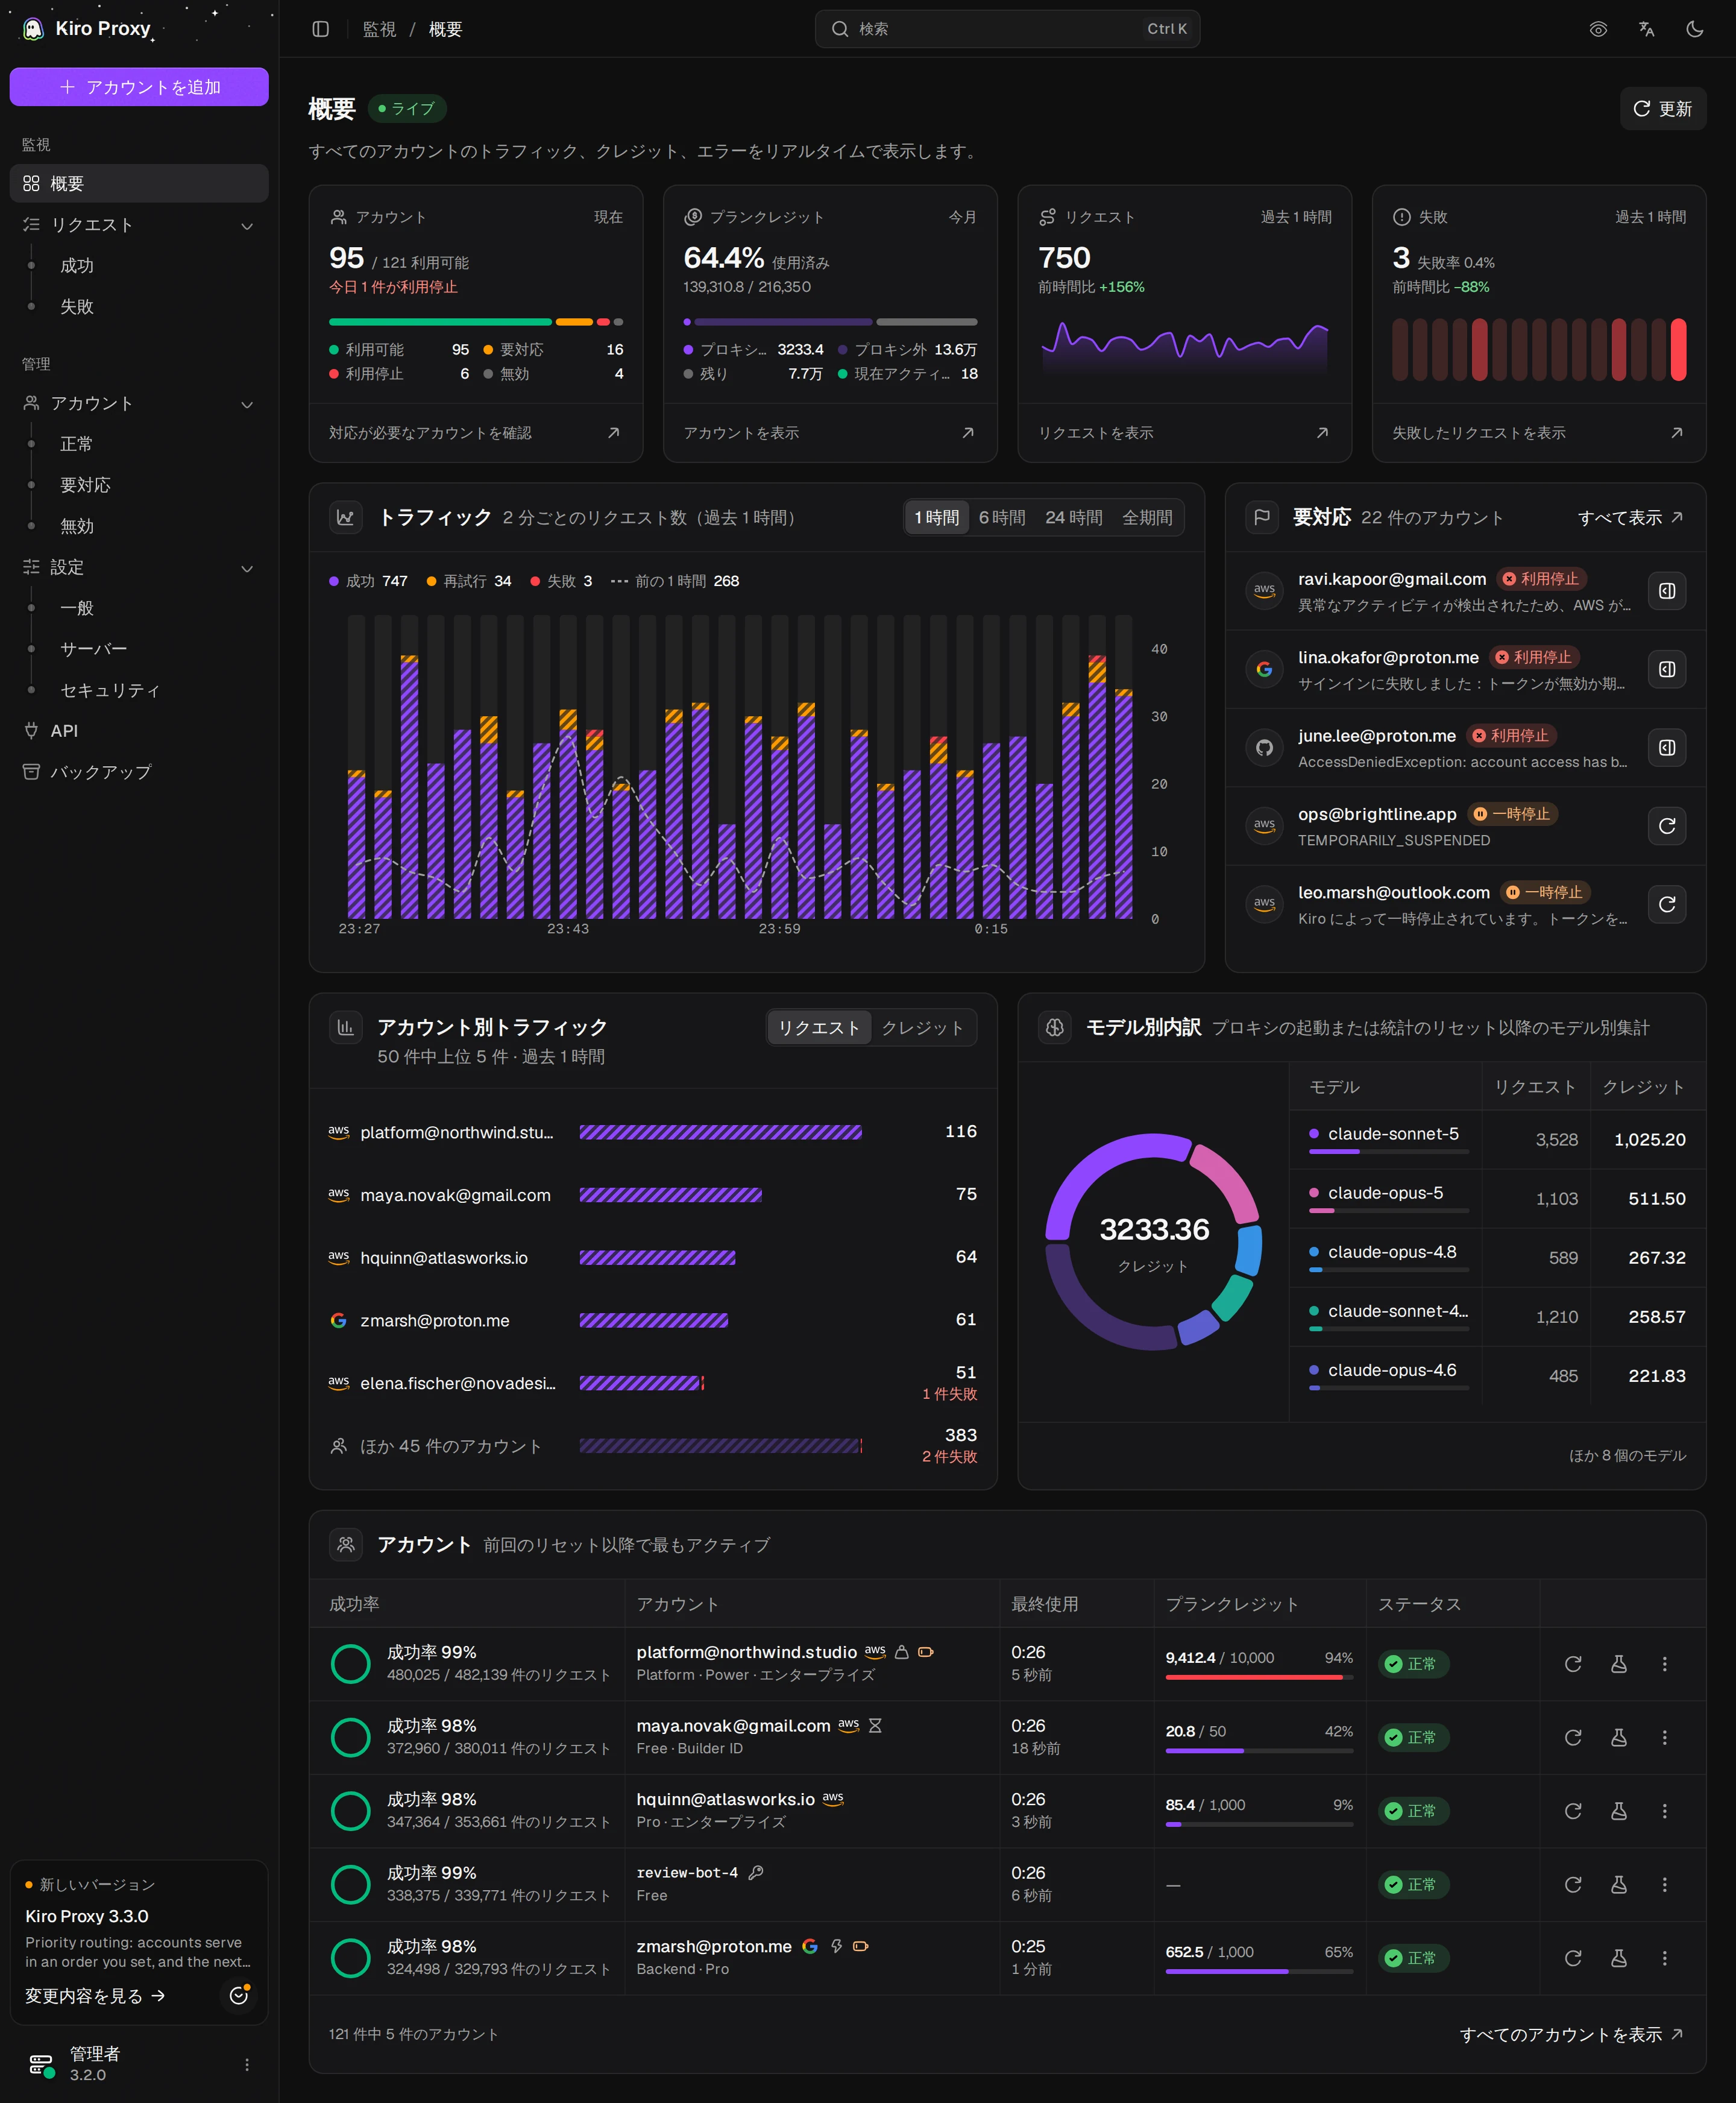 Kiro Proxy
監視 / 概要
検索
Ctrl K
アカウントを追加
監視
概要
リクエスト
成功
失敗
管理
アカウント
正常
要対応
無効
設定
一般
サーバー
セキュリティ
API
バックアップ
新しいバージョン
Kiro Proxy 3.3.0
Priority routing: accounts serve
in an order you set, and the next…
変更内容を見る
管理者
3.2.0
概要
ライブ
更新
すべてのアカウントのトラフィック、クレジット、エラーをリアルタイムで表示します。
アカウント 現在
95 / 121 利用可能
今日 1 件が利用停止
利用可能 95 要対応 16
利用停止 6 無効 4
対応が必要なアカウントを確認
プランクレジット 今月
64.4% 使用済み
139,310.8 / 216,350
プロキシ… 3233.4 プロキシ外 13.6万
残り 7.7万 現在アクティ… 18
アカウントを表示
リクエスト 過去 1 時間
750
前時間比 +156%
リクエストを表示
失敗 過去 1 時間
3 失敗率 0.4%
前時間比 −88%
失敗したリクエストを表示
トラフィック 2 分ごとのリクエスト数（過去 1 時間）
1 時間 6 時間 24 時間 全期間
成功 747 再試行 34 失敗 3 前の 1 時間 268
40
30
20
10
0
23:27 23:43 23:59 0:15
要対応 22 件のアカウント すべて表示
ravi.kapoor@gmail.com 利用停止
異常なアクティビティが検出されたため、AWS が…
lina.okafor@proton.me 利用停止
サインインに失敗しました：トークンが無効か期…
june.lee@proton.me 利用停止
AccessDeniedException: account access has b…
ops@brightline.app 一時停止
TEMPORARILY_SUSPENDED
leo.marsh@outlook.com 一時停止
Kiro によって一時停止されています。トークンを…
アカウント別トラフィック
50 件中上位 5 件 · 過去 1 時間
リクエスト クレジット
aws platform@northwind.stu… 116
aws maya.novak@gmail.com 75
aws hquinn@atlasworks.io 64
zmarsh@proton.me 61
aws elena.fischer@novadesi… 51
1 件失敗
ほか 45 件のアカウント 383
2 件失敗
モデル別内訳 プロキシの起動または統計のリセット以降のモデル別集計
3233.36
クレジット
モデル リクエスト クレジット
claude-sonnet-5 3,528 1,025.20
claude-opus-5 1,103 511.50
claude-opus-4.8 589 267.32
claude-sonnet-4… 1,210 258.57
claude-opus-4.6 485 221.83
ほか 8 個のモデル
アカウント 前回のリセット以降で最もアクティブ
成功率 アカウント 最終使用 プランクレジット ステータス
成功率 99% platform@northwind.studio aws 0:26 9,412.4 / 10,000 94% 正常
480,025 / 482,139 件のリクエスト Platform · Power · エンタープライズ 5 秒前
成功率 98% maya.novak@gmail.com aws 0:26 20.8 / 50 42% 正常
372,960 / 380,011 件のリクエスト Free · Builder ID 18 秒前
成功率 98% hquinn@atlasworks.io aws 0:26 85.4 / 1,000 9% 正常
347,364 / 353,661 件のリクエスト Pro · エンタープライズ 3 秒前
成功率 99% review-bot-4 0:26 — 正常
338,375 / 339,771 件のリクエスト Free 6 秒前
成功率 98% zmarsh@proton.me 0:25 652.5 / 1,000 65% 正常
324,498 / 329,793 件のリクエスト Backend · Pro 1 分前
121 件中 5 件のアカウント すべてのアカウントを表示